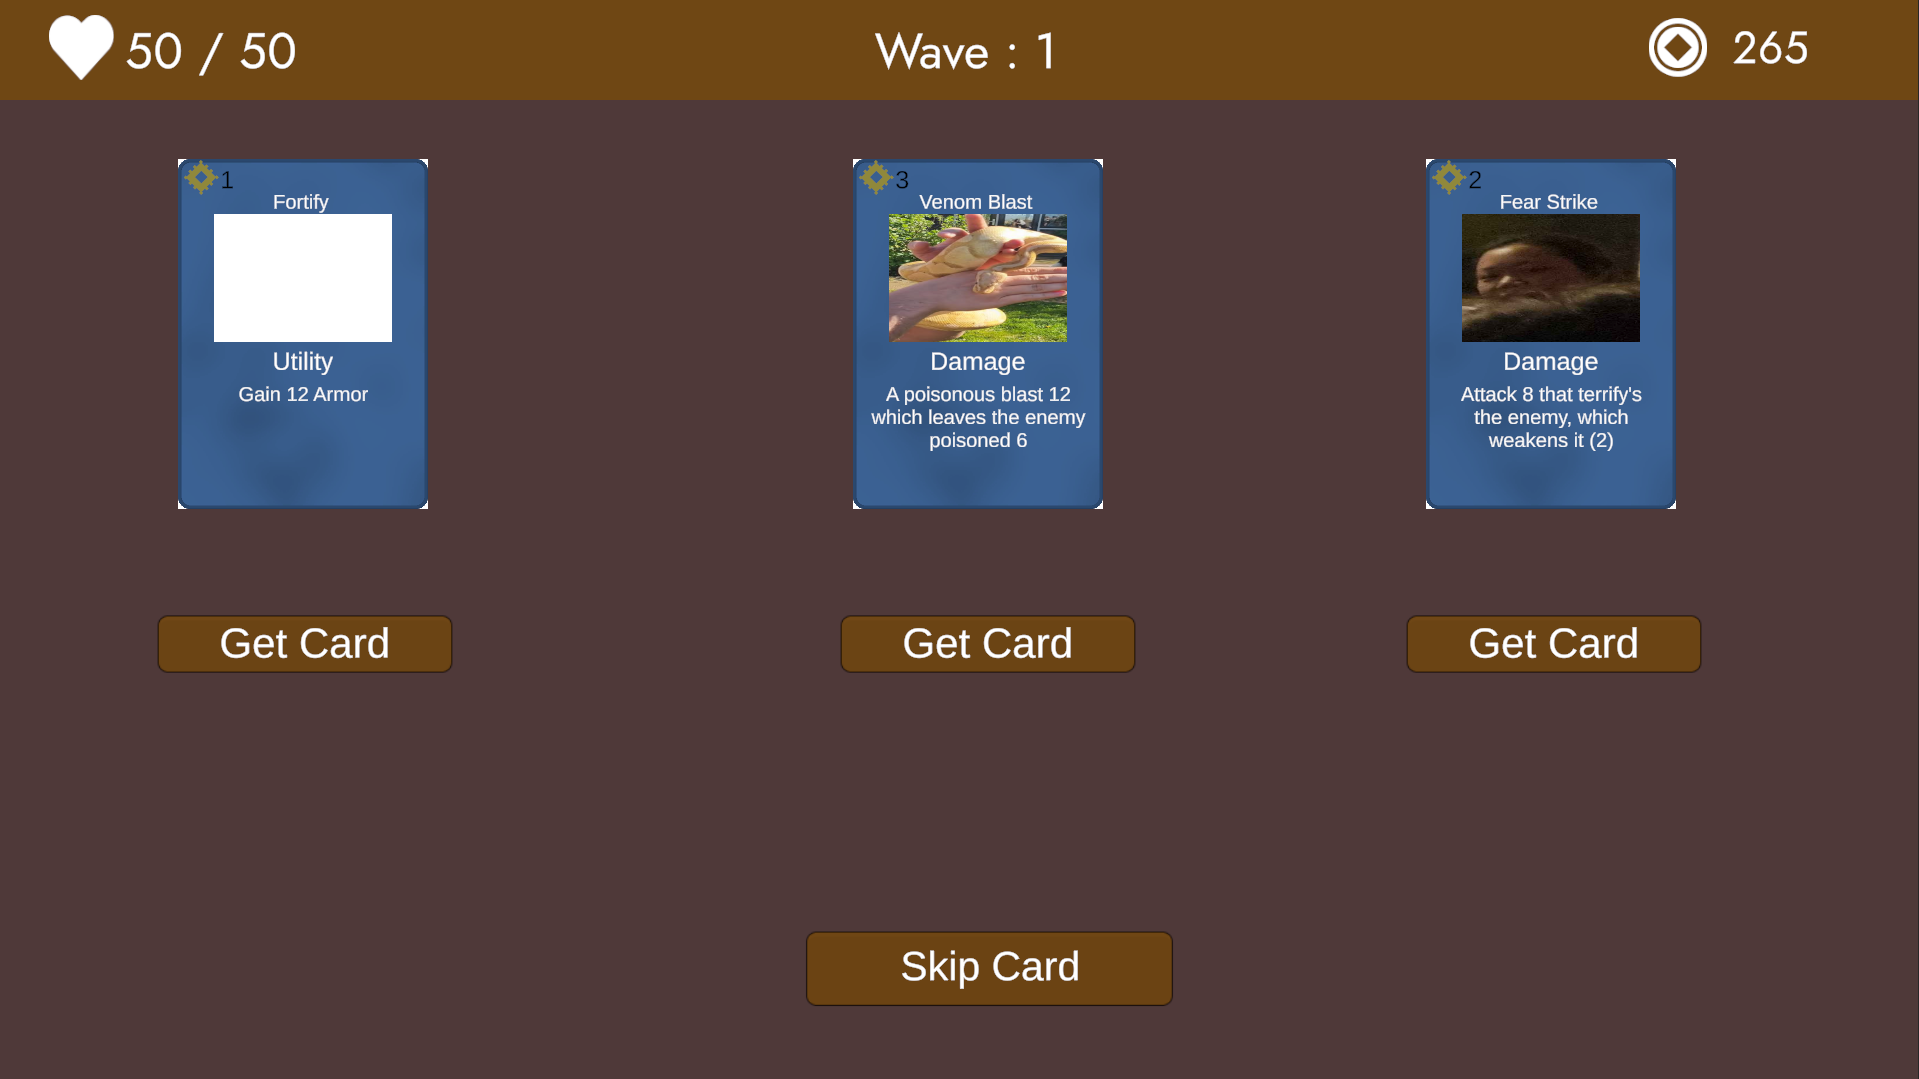 50 / 50
Wave : 1
265
1
Fortify
Utility
Gain 12 Armor
3
Venom Blast
Damage
A poisonous blast 12
which leaves the enemy
poisoned 6
2
Fear Strike
Damage
Attack 8 that terrify's
the enemy, which
weakens it (2)
Get Card
Get Card
Get Card
Skip Card